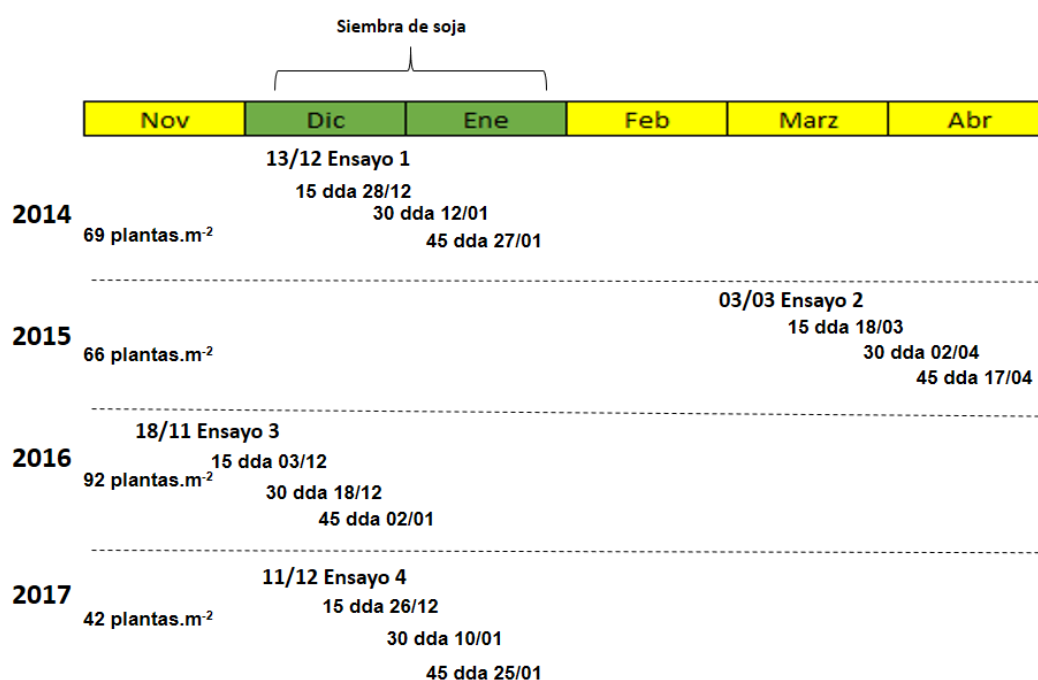 Siembra de soja
Nov Dic Ene Feb Marz Abr
13/12 Ensayo 1
15 dda 28/12
2014
30 dda 12/01
69 plantas.m⁻²
45 dda 27/01
03/03 Ensayo 2
15 dda 18/03
2015
66 plantas.m⁻²
30 dda 02/04
45 dda 17/04
18/11 Ensayo 3
2016
15 dda 03/12
92 plantas.m⁻²
30 dda 18/12
45 dda 02/01
11/12 Ensayo 4
2017
15 dda 26/12
42 plantas.m⁻²
30 dda 10/01
45 dda 25/01